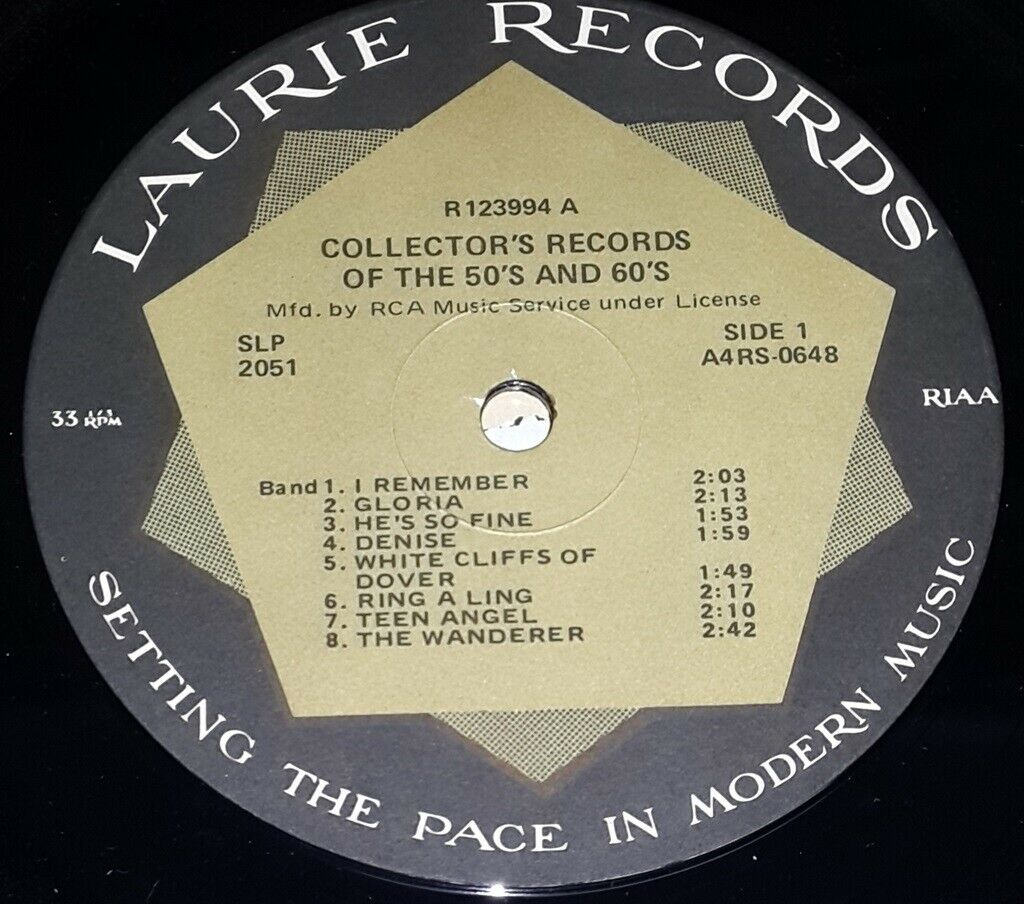 LAURIE RECORDS
R123994 A
COLLECTOR'S RECORDS
OF THE 50'S AND 60'S
Mfd. by RCA Music Service under License
SLP
2051
SIDE 1
A4RS-0648
33 1/3 RPM
RIAA
Band 1. I REMEMBER 2:03
2. GLORIA 2:13
3. HE'S SO FINE 1:53
4. DENISE 1:59
5. WHITE CLIFFS OF
DOVER 1:49
6. RING A LING 2:17
7. TEEN ANGEL 2:10
8. THE WANDERER 2:42
SETTING THE PACE IN MODERN MUSIC